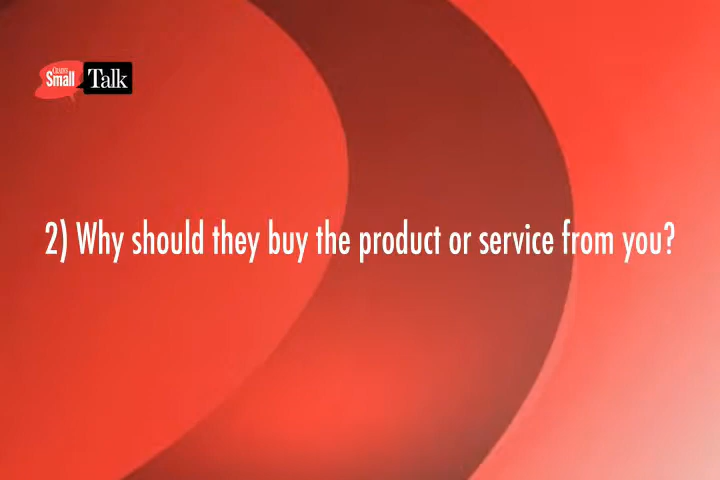 Small Talk
2) Why should they buy the product or service from you?